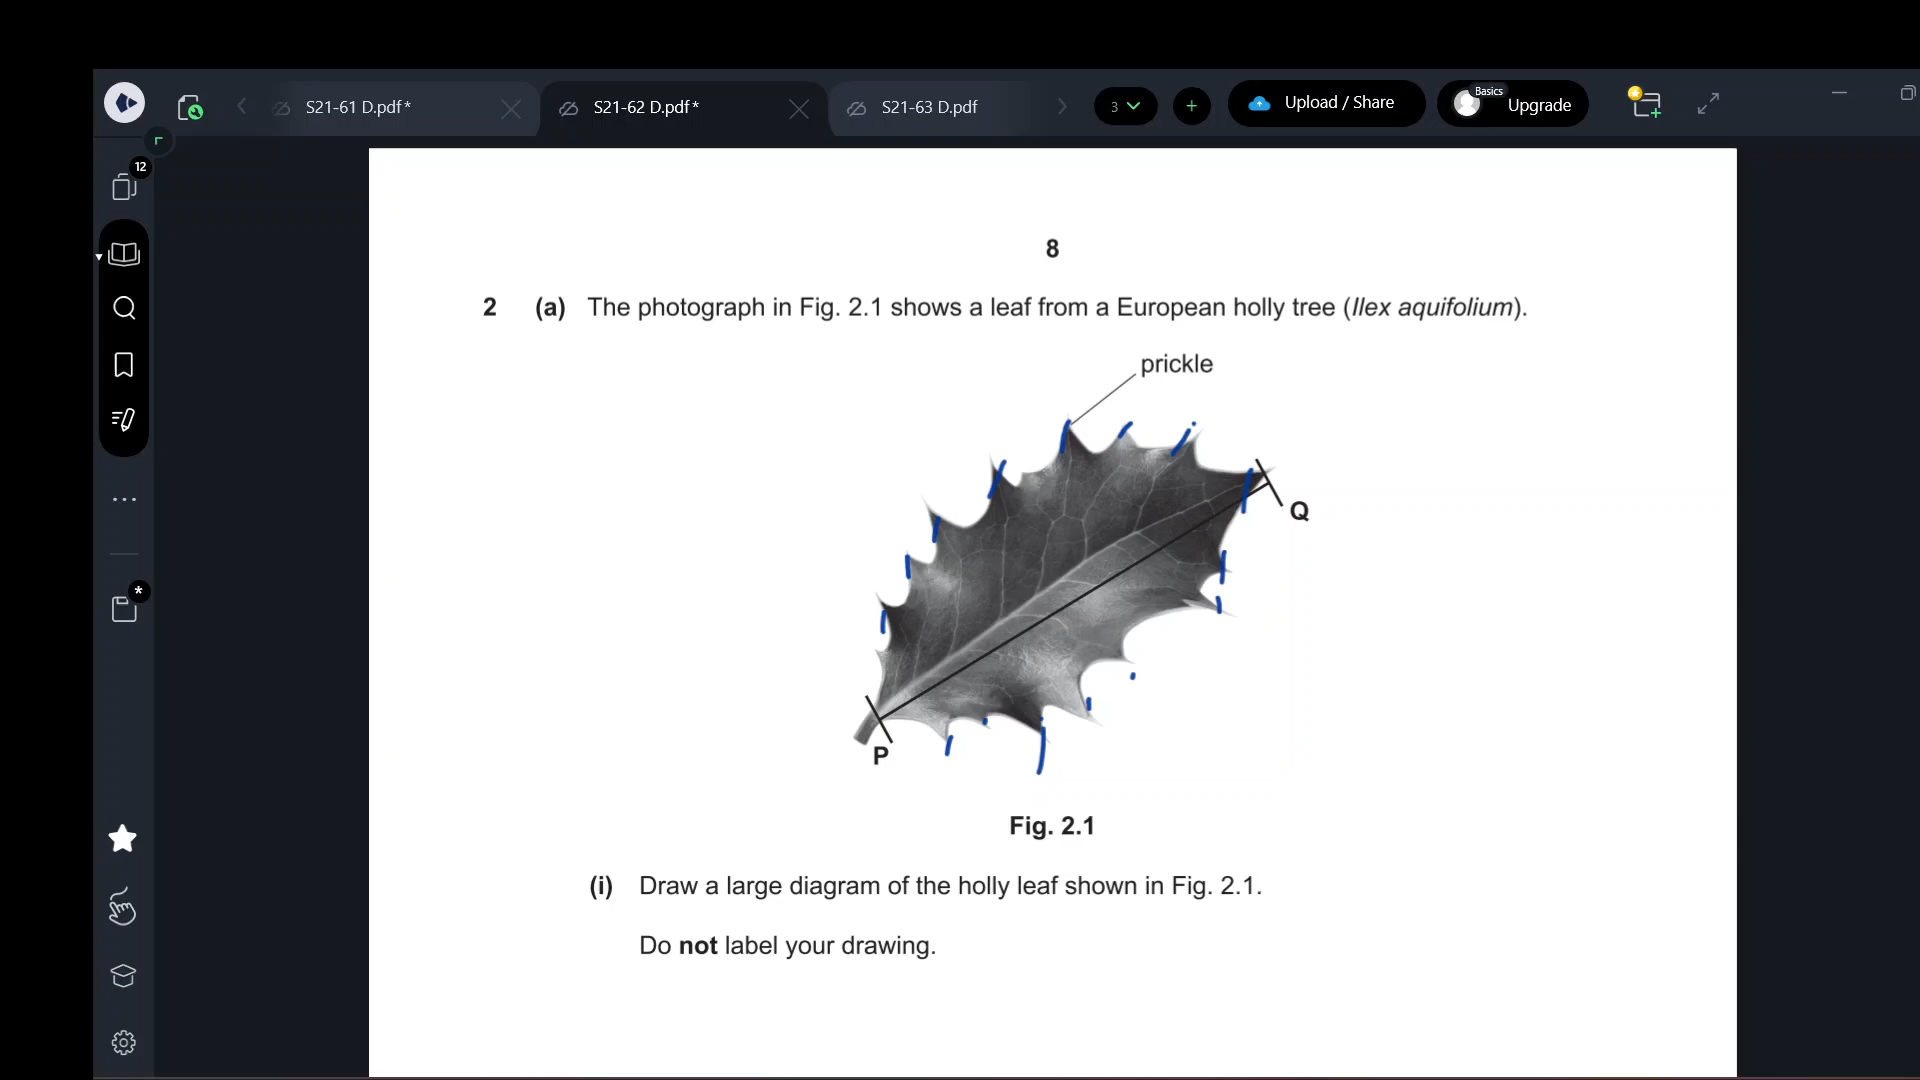 S21-61 D.pdf*
S21-62 D.pdf*
S21-63 D.pdf
3
Upload / Share
Basics
Upgrade
12
8
2 (a) The photograph in Fig. 2.1 shows a leaf from a European holly tree (Ilex aquifolium).
prickle
Q
P
Fig. 2.1
(i) Draw a large diagram of the holly leaf shown in Fig. 2.1.
Do not label your drawing.